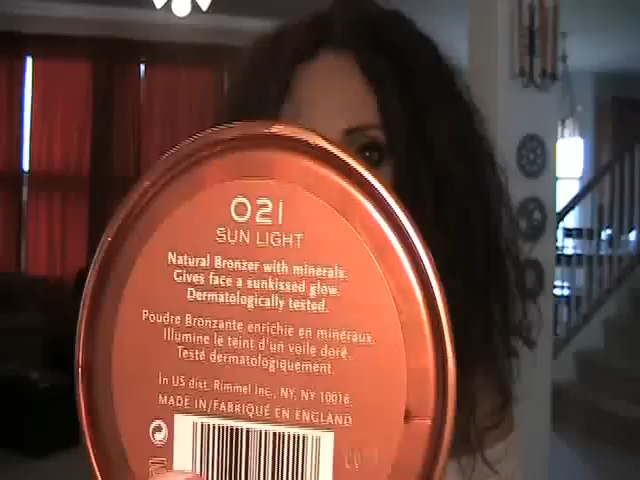 021
SUN LIGHT
Natural Bronzer with minerals.
Gives face a sunkissed glow.
Dermatologically tested.
Poudre Bronzante enrichie en minéraux.
Illumine le teint d'un voile doré.
Testé dermatologiquement.
In US dist. Rimmel Inc., NY, NY 10016.
MADE IN/FABRIQUÉ EN ENGLAND